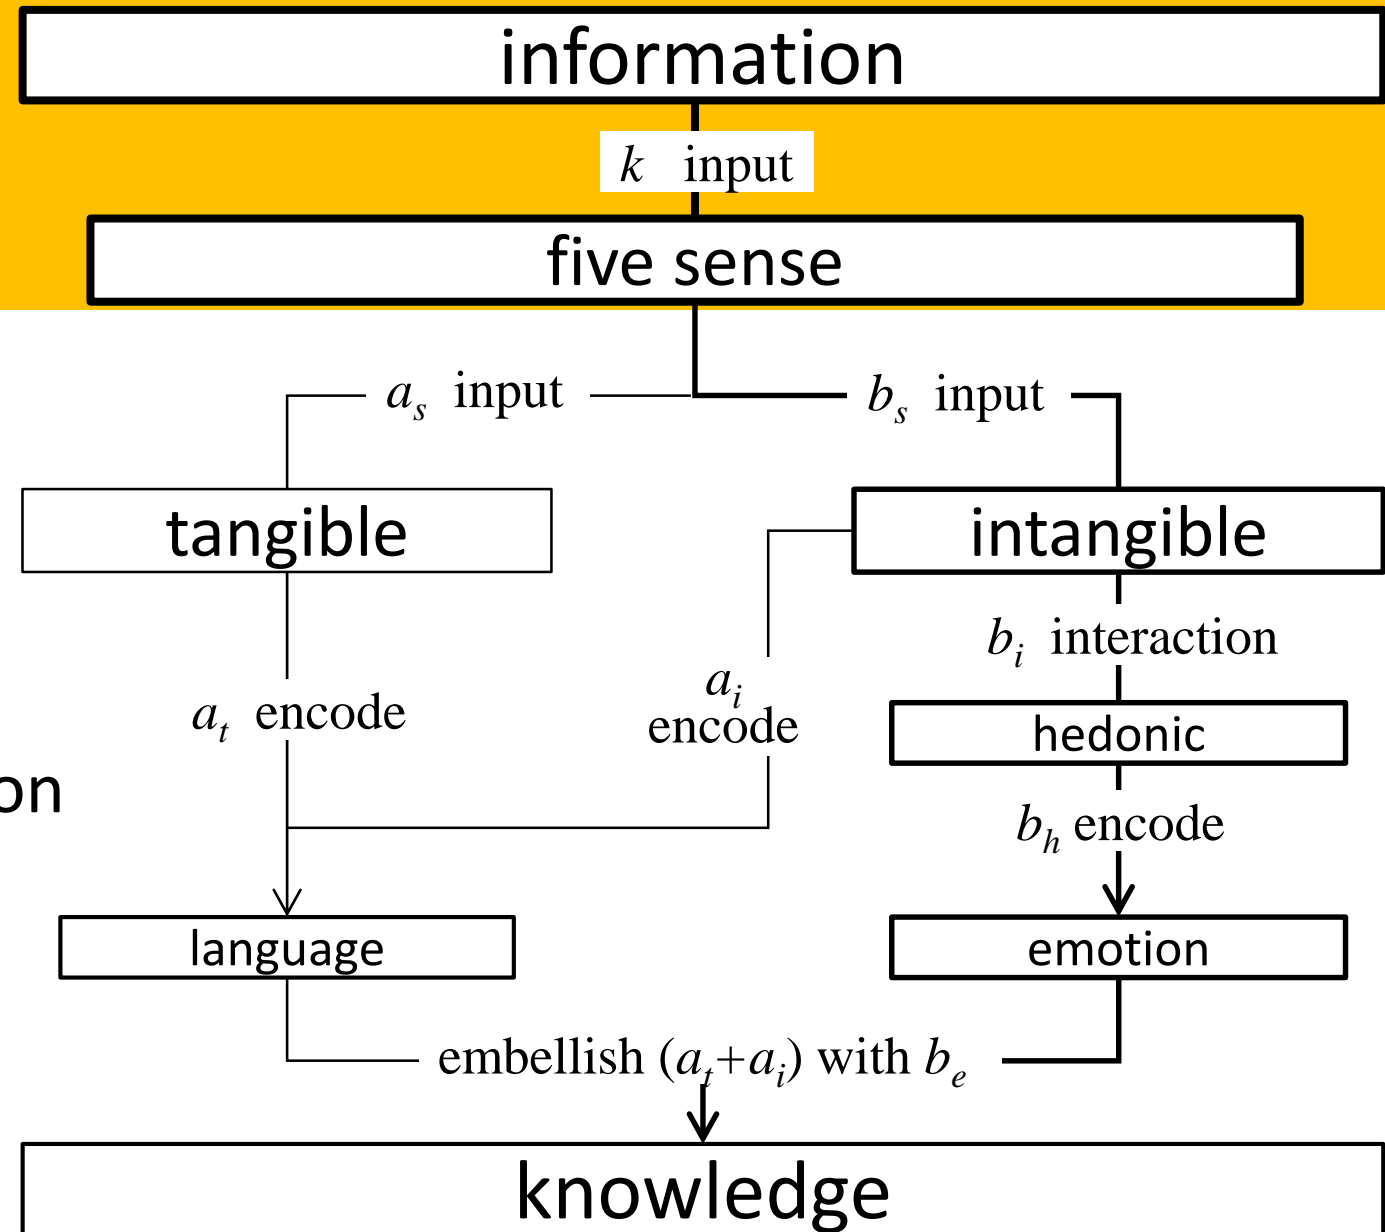 information
k input
five sense
a_s input
b_s input
tangible
intangible
b_i interaction
a_i
encode
a_t encode
hedonic
on
b_h encode
language
emotion
embellish (a_t+a_i) with b_e
knowledge